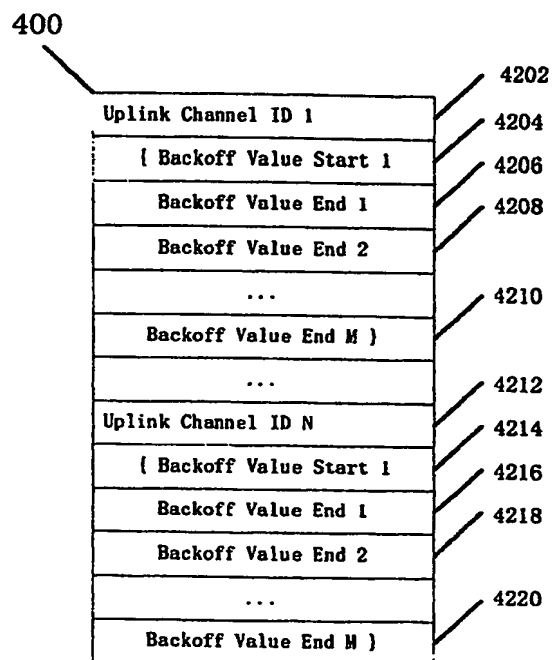 400
4202
Uplink Channel ID 1
4204
{ Backoff Value Start 1
4206
Backoff Value End 1
4208
Backoff Value End 2
...
4210
Backoff Value End M }
...
4212
Uplink Channel ID N
4214
{ Backoff Value Start 1
4216
Backoff Value End 1
4218
Backoff Value End 2
...
4220
Backoff Value End M }